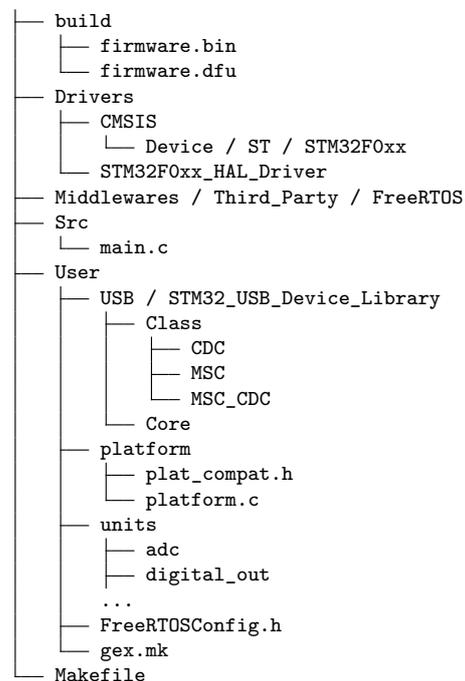 build
firmware.bin
firmware.dfu
Drivers
CMSIS
Device / ST / STM32F0xx
STM32F0xx_HAL_Driver
Middlewares / Third_Party / FreeRTOS
Src
main.c
User
USB / STM32_USB_Device_Library
Class
CDC
MSC
MSC_CDC
Core
platform
plat_compat.h
platform.c
units
adc
digital_out
...
FreeRTOSConfig.h
gex.mk
Makefile